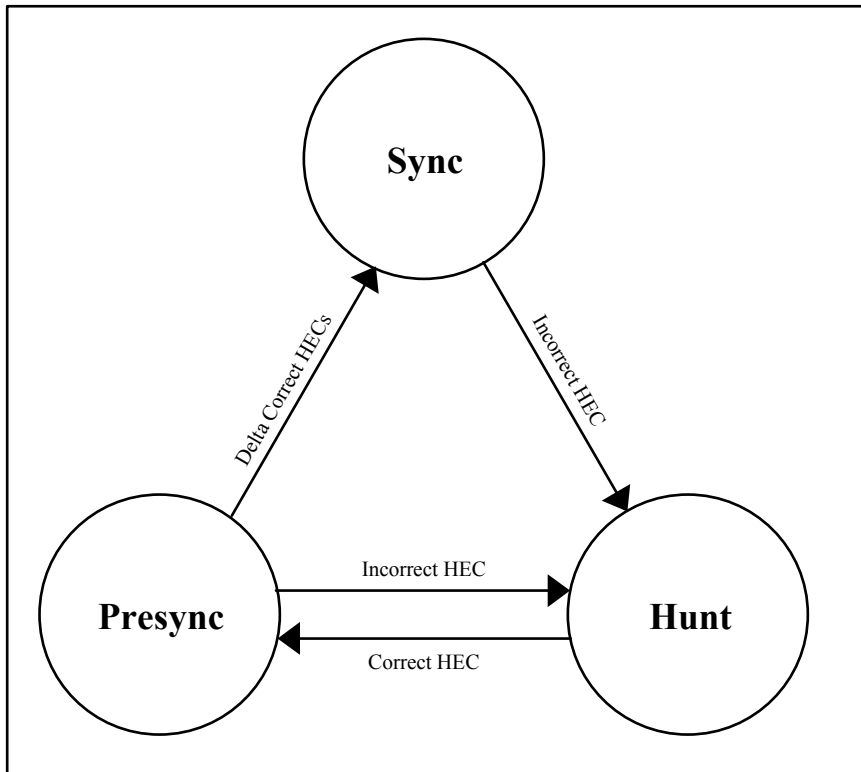 Sync
Delta Correct HECs
Incorrect HEC
Incorrect HEC
Presync
Hunt
Correct HEC